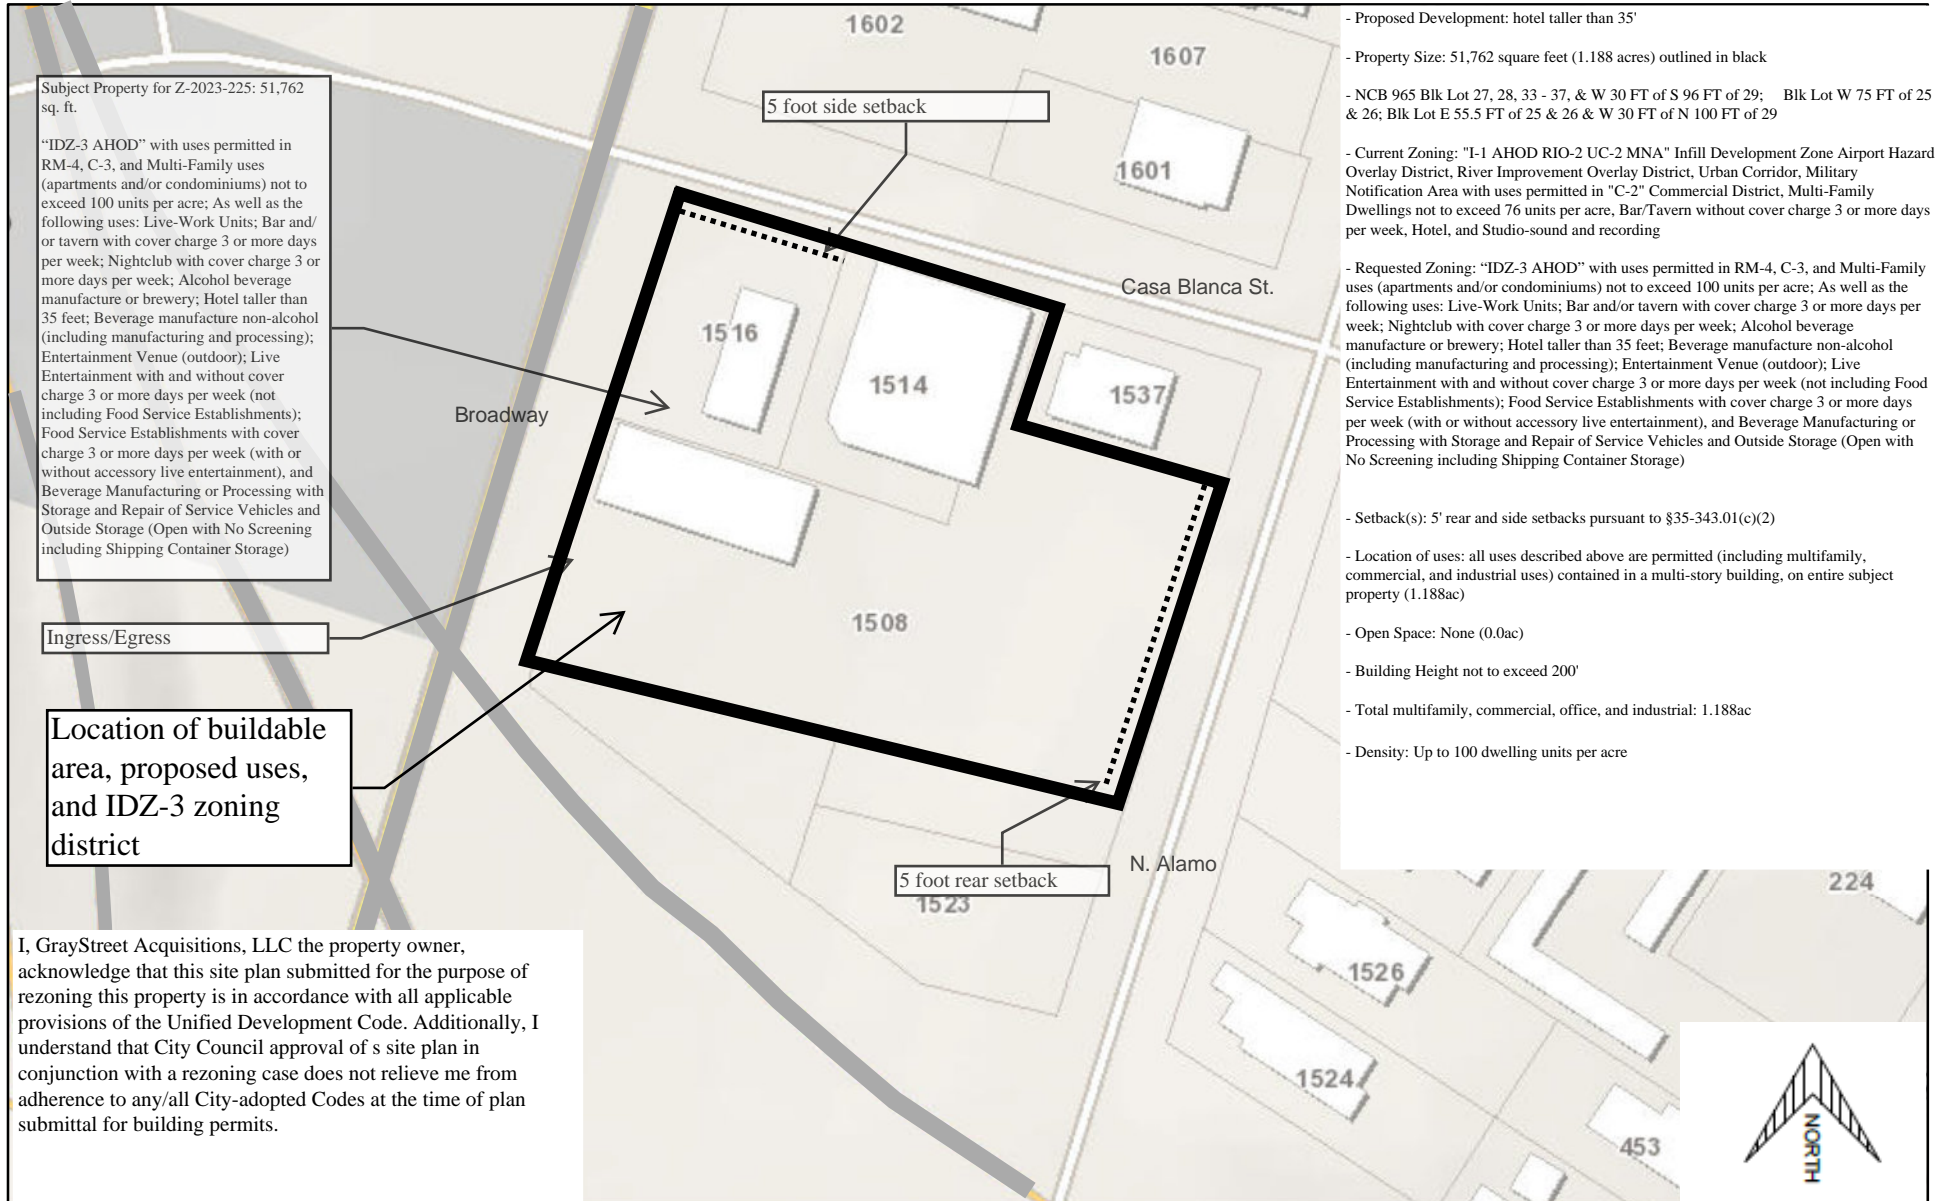 Subject Property for Z-2023-225: 51,762
sq. ft.
“IDZ-3 AHOD” with uses permitted in
RM-4, C-3, and Multi-Family uses
(apartments and/or condominiums) not to
exceed 100 units per acre; As well as the
following uses: Live-Work Units; Bar and/
or tavern with cover charge 3 or more days
per week; Nightclub with cover charge 3 or
more days per week; Alcohol beverage
manufacture or brewery; Hotel taller than
35 feet; Beverage manufacture non-alcohol
(including manufacturing and processing);
Entertainment Venue (outdoor); Live
Entertainment with and without cover
charge 3 or more days per week (not
including Food Service Establishments);
Food Service Establishments with cover
charge 3 or more days per week (with or
without accessory live entertainment), and
Beverage Manufacturing or Processing with
Storage and Repair of Service Vehicles and
Outside Storage (Open with No Screening
including Shipping Container Storage)
Ingress/Egress
Location of buildable
area, proposed uses,
and IDZ-3 zoning
district
I, GrayStreet Acquisitions, LLC the property owner,
acknowledge that this site plan submitted for the purpose of
rezoning this property is in accordance with all applicable
provisions of the Unified Development Code. Additionally, I
understand that City Council approval of s site plan in
conjunction with a rezoning case does not relieve me from
adherence to any/all City-adopted Codes at the time of plan
submittal for building permits.
1602
1607
5 foot side setback
1601
Casa Blanca St.
1516
1514
1537
Broadway
1508
N. Alamo
5 foot rear setback
1523
224
1526
1524
453
- Proposed Development: hotel taller than 35'
- Property Size: 51,762 square feet (1.188 acres) outlined in black
- NCB 965 Blk Lot 27, 28, 33 - 37, & W 30 FT of S 96 FT of 29; Blk Lot W 75 FT of 25
& 26; Blk Lot E 55.5 FT of 25 & 26 & W 30 FT of N 100 FT of 29
- Current Zoning: "I-1 AHOD RIO-2 UC-2 MNA" Infill Development Zone Airport Hazard
Overlay District, River Improvement Overlay District, Urban Corridor, Military
Notification Area with uses permitted in "C-2" Commercial District, Multi-Family
Dwellings not to exceed 76 units per acre, Bar/Tavern without cover charge 3 or more days
per week, Hotel, and Studio-sound and recording
- Requested Zoning: “IDZ-3 AHOD” with uses permitted in RM-4, C-3, and Multi-Family
uses (apartments and/or condominiums) not to exceed 100 units per acre; As well as the
following uses: Live-Work Units; Bar and/or tavern with cover charge 3 or more days per
week; Nightclub with cover charge 3 or more days per week; Alcohol beverage
manufacture or brewery; Hotel taller than 35 feet; Beverage manufacture non-alcohol
(including manufacturing and processing); Entertainment Venue (outdoor); Live
Entertainment with and without cover charge 3 or more days per week (not including Food
Service Establishments); Food Service Establishments with cover charge 3 or more days
per week (with or without accessory live entertainment), and Beverage Manufacturing or
Processing with Storage and Repair of Service Vehicles and Outside Storage (Open with
No Screening including Shipping Container Storage)
- Setback(s): 5' rear and side setbacks pursuant to §35-343.01(c)(2)
- Location of uses: all uses described above are permitted (including multifamily,
commercial, and industrial uses) contained in a multi-story building, on entire subject
property (1.188ac)
- Open Space: None (0.0ac)
- Building Height not to exceed 200'
- Total multifamily, commercial, office, and industrial: 1.188ac
- Density: Up to 100 dwelling units per acre
NORTH